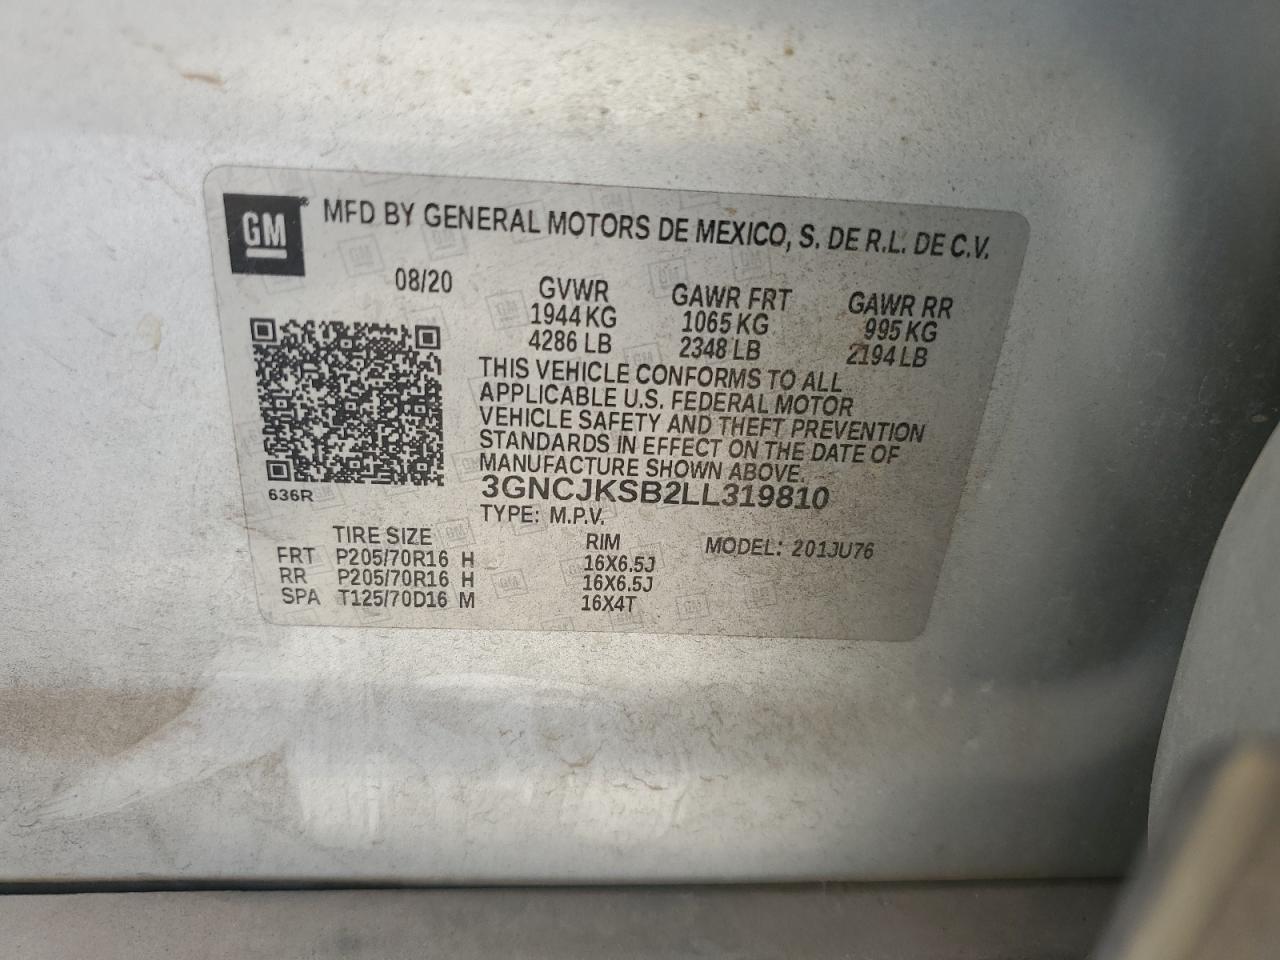 GM
MFD BY GENERAL MOTORS DE MEXICO, S. DE R.L. DE C.V.
08/20
GVWR GAWR FRT GAWR RR
1944 KG 1065 KG 995 KG
4286 LB 2348 LB 2194 LB
THIS VEHICLE CONFORMS TO ALL
APPLICABLE U.S. FEDERAL MOTOR
VEHICLE SAFETY AND THEFT PREVENTION
STANDARDS IN EFFECT ON THE DATE OF
MANUFACTURE SHOWN ABOVE.
636R
3GNCJKSB2LL319810
TYPE: M.P.V.
TIRE SIZE RIM MODEL: 201JU76
FRT P205/70R16 H 16X6.5J
RR P205/70R16 H 16X6.5J
SPA T125/70D16 M 16X4T